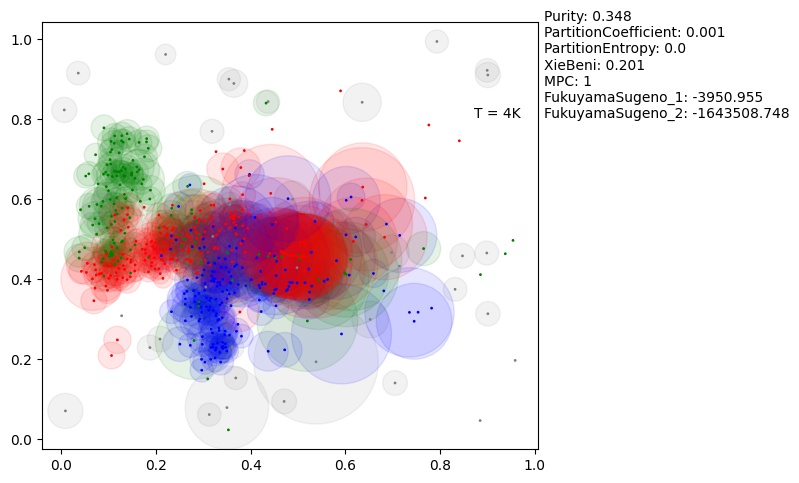 Purity: 0.348
PartitionCoefficient: 0.001
PartitionEntropy: 0.0
XieBeni: 0.201
MPC: 1
FukuyamaSugeno_1: -3950.955
FukuyamaSugeno_2: -1643508.748
T = 4K
1.0
0.8
0.6
0.4
0.2
0.0
0.0 0.2 0.4 0.6 0.8 1.0